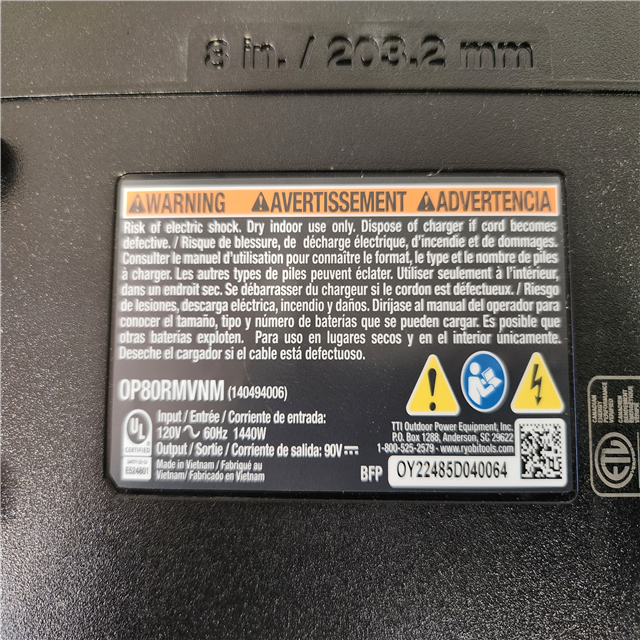 8 in. / 203.2 mm
WARNING AVERTISSEMENT ADVERTENCIA
Risk of electric shock. Dry indoor use only. Dispose of charger if cord becomes
defective. / Risque de blessure, de décharge électrique, d'incendie et de dommages.
Consulter le manuel d'utilisation pour connaître le format, le type et le nombre de piles
à charger. Les autres types de piles peuvent éclater. Utiliser seulement à l'intérieur,
dans un endroit sec. Se débarrasser du chargeur si le cordon est défectueux. / Riesgo
de lesiones, descarga eléctrica, incendio y daños. Diríjase al manual del operador para
conocer el tamaño, tipo y número de baterías que se pueden cargar. Es posible que
otras baterías exploten. Para uso en lugares secos y en el interior unicamente.
Deseche el cargador si el cable está defectuoso.
OP80RMVNM (140494006)
Input / Entrée / Corriente de entrada:
120V 60Hz 1440W
Output / Sortie / Corriente de salida: 90V
Made in Vietnam / Fabriqué au
Vietnam/ Fabricado en Vietnam
UL
CERTIFIED
E524601
TTI Outdoor Power Equipment, Inc.
P.O. Box 1288, Anderson, SC 29622
1-800-525-2579 - www.ryobitools.com
BFP OY22485D040064